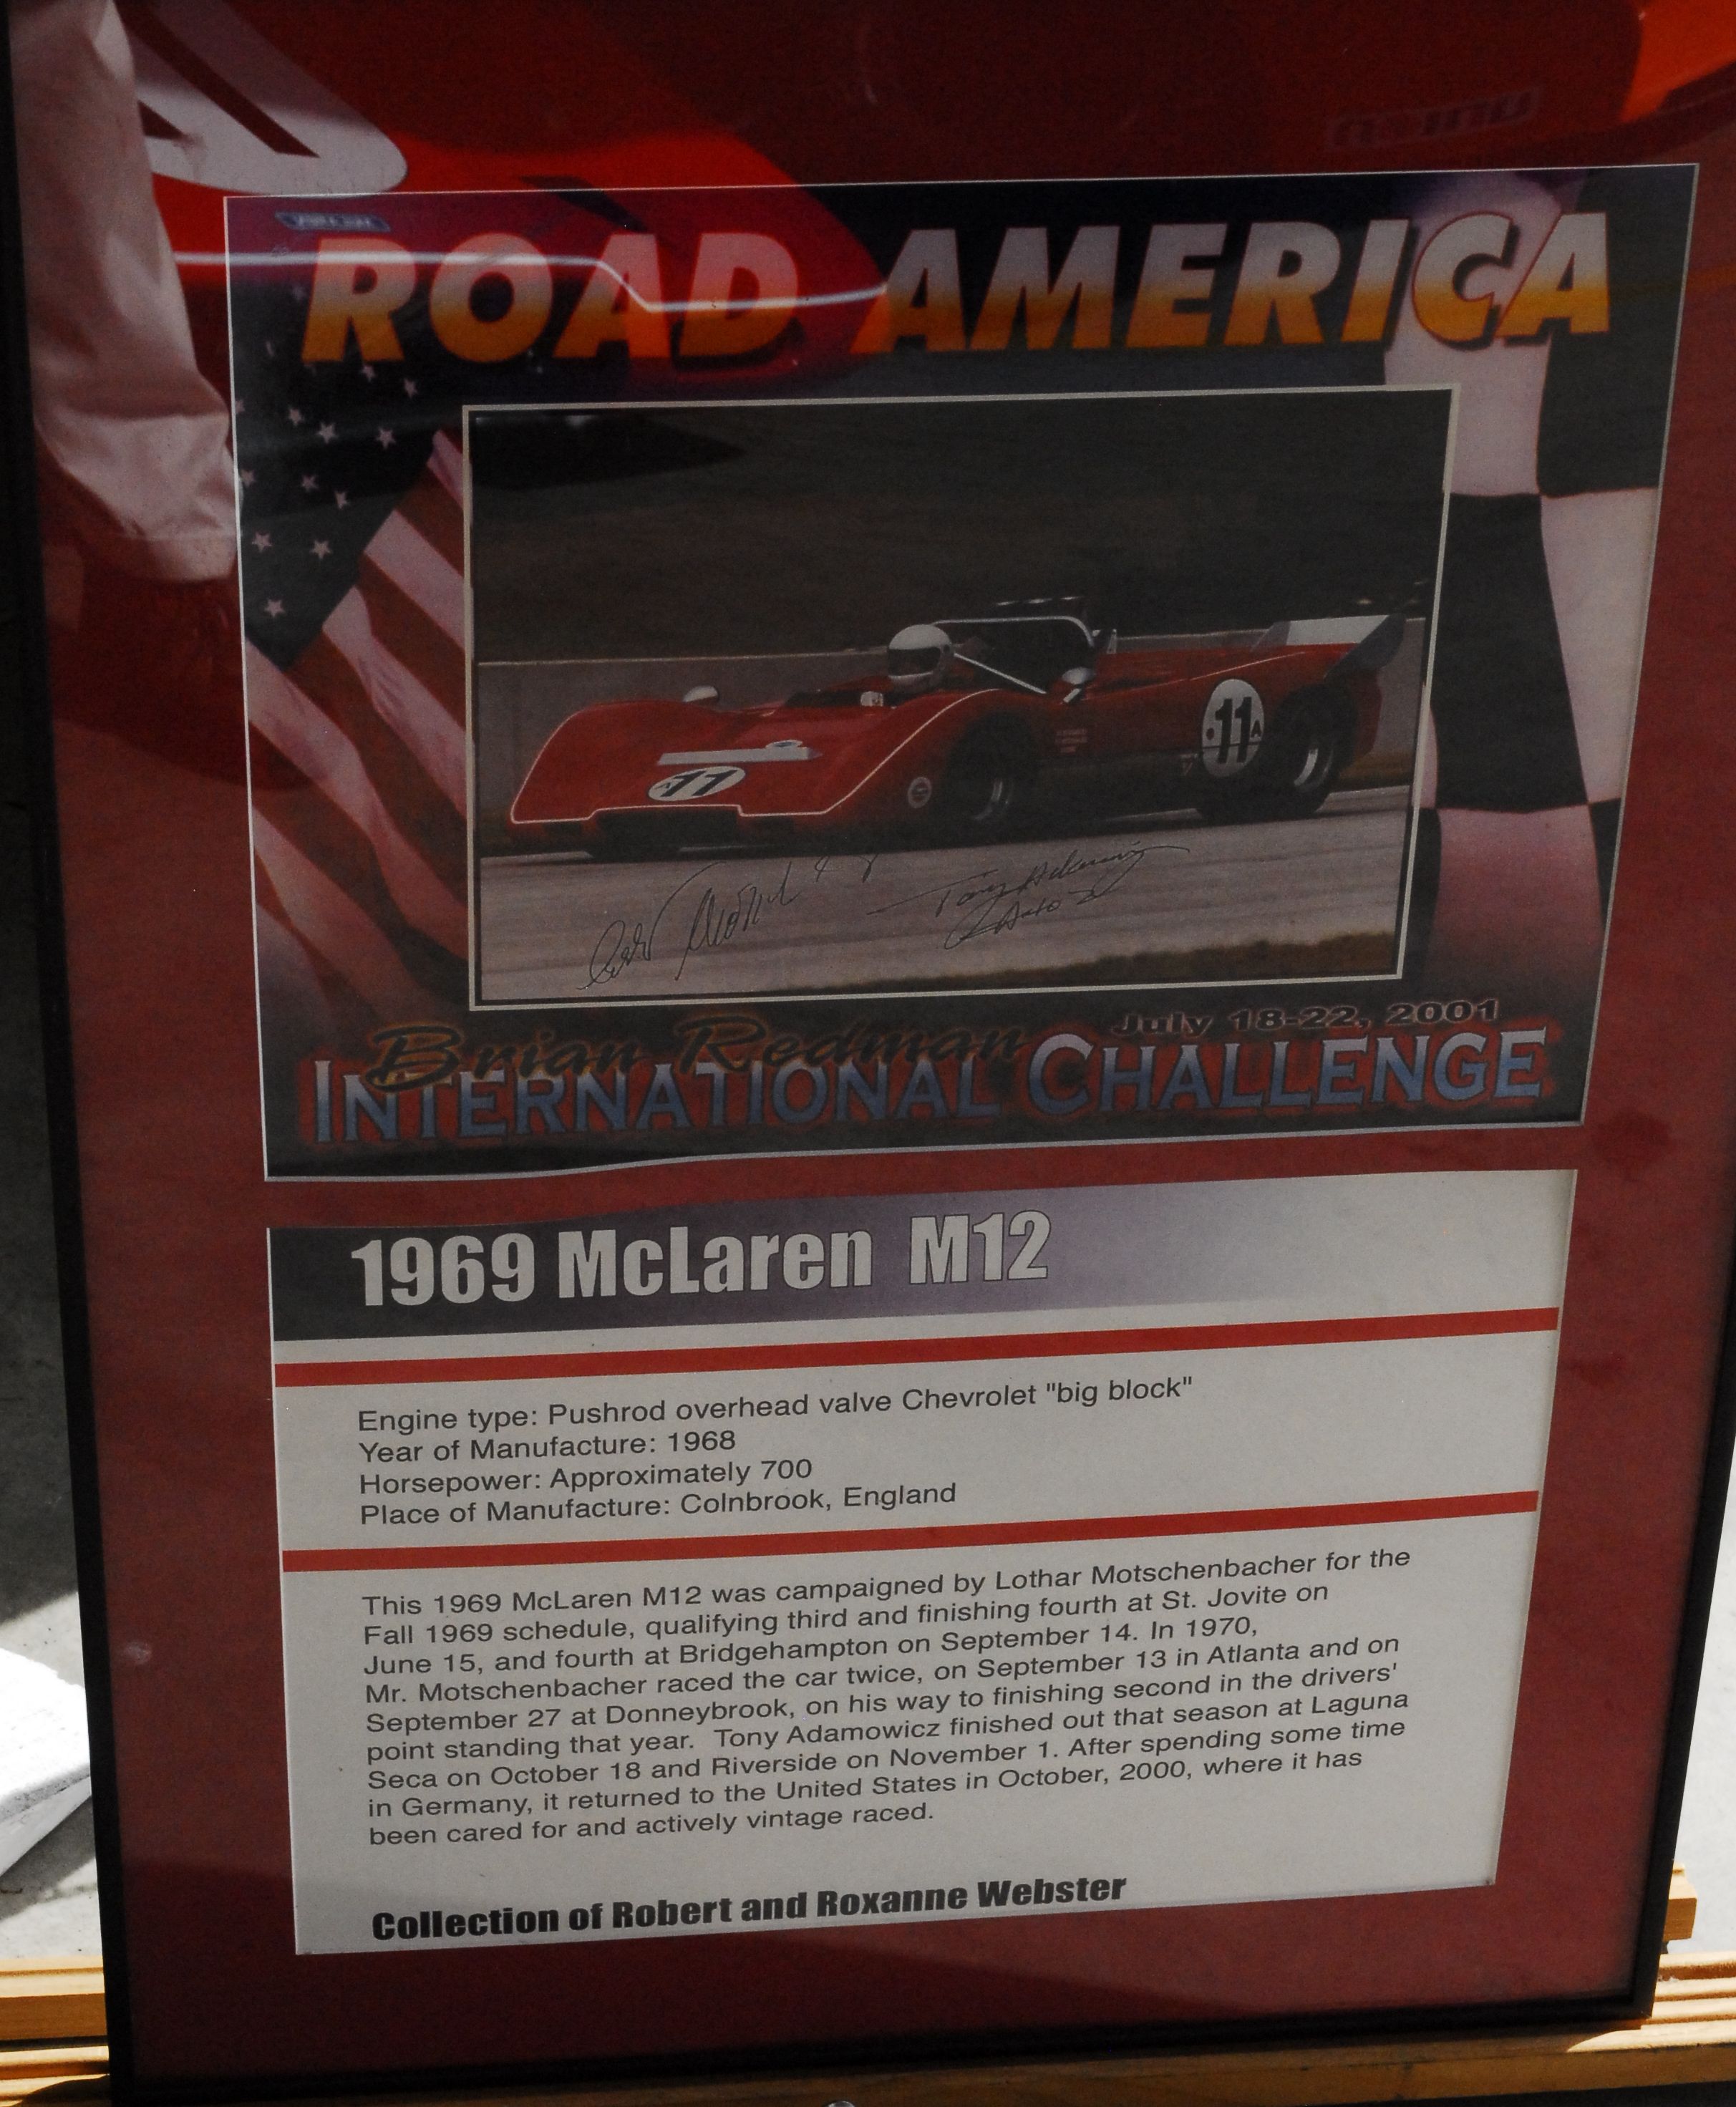 ROAD AMERICA
11
11A
Tony Adamowicz
Brian Redman
July 18-22, 2001
INTERNATIONAL CHALLENGE
1969 McLaren M12
Engine type: Pushrod overhead valve Chevrolet "big block"
Year of Manufacture: 1968
Horsepower: Approximately 700
Place of Manufacture: Colnbrook, England
This 1969 McLaren M12 was campaigned by Lothar Motschenbacher for the
Fall 1969 schedule, qualifying third and finishing fourth at St. Jovite on
June 15, and fourth at Bridgehampton on September 14. In 1970,
Mr. Motschenbacher raced the car twice, on September 13 in Atlanta and on
September 27 at Donneybrook, on his way to finishing second in the drivers'
point standing that year. Tony Adamowicz finished out that season at Laguna
Seca on October 18 and Riverside on November 1. After spending some time
in Germany, it returned to the United States in October, 2000, where it has
been cared for and actively vintage raced.
Collection of Robert and Roxanne Webster